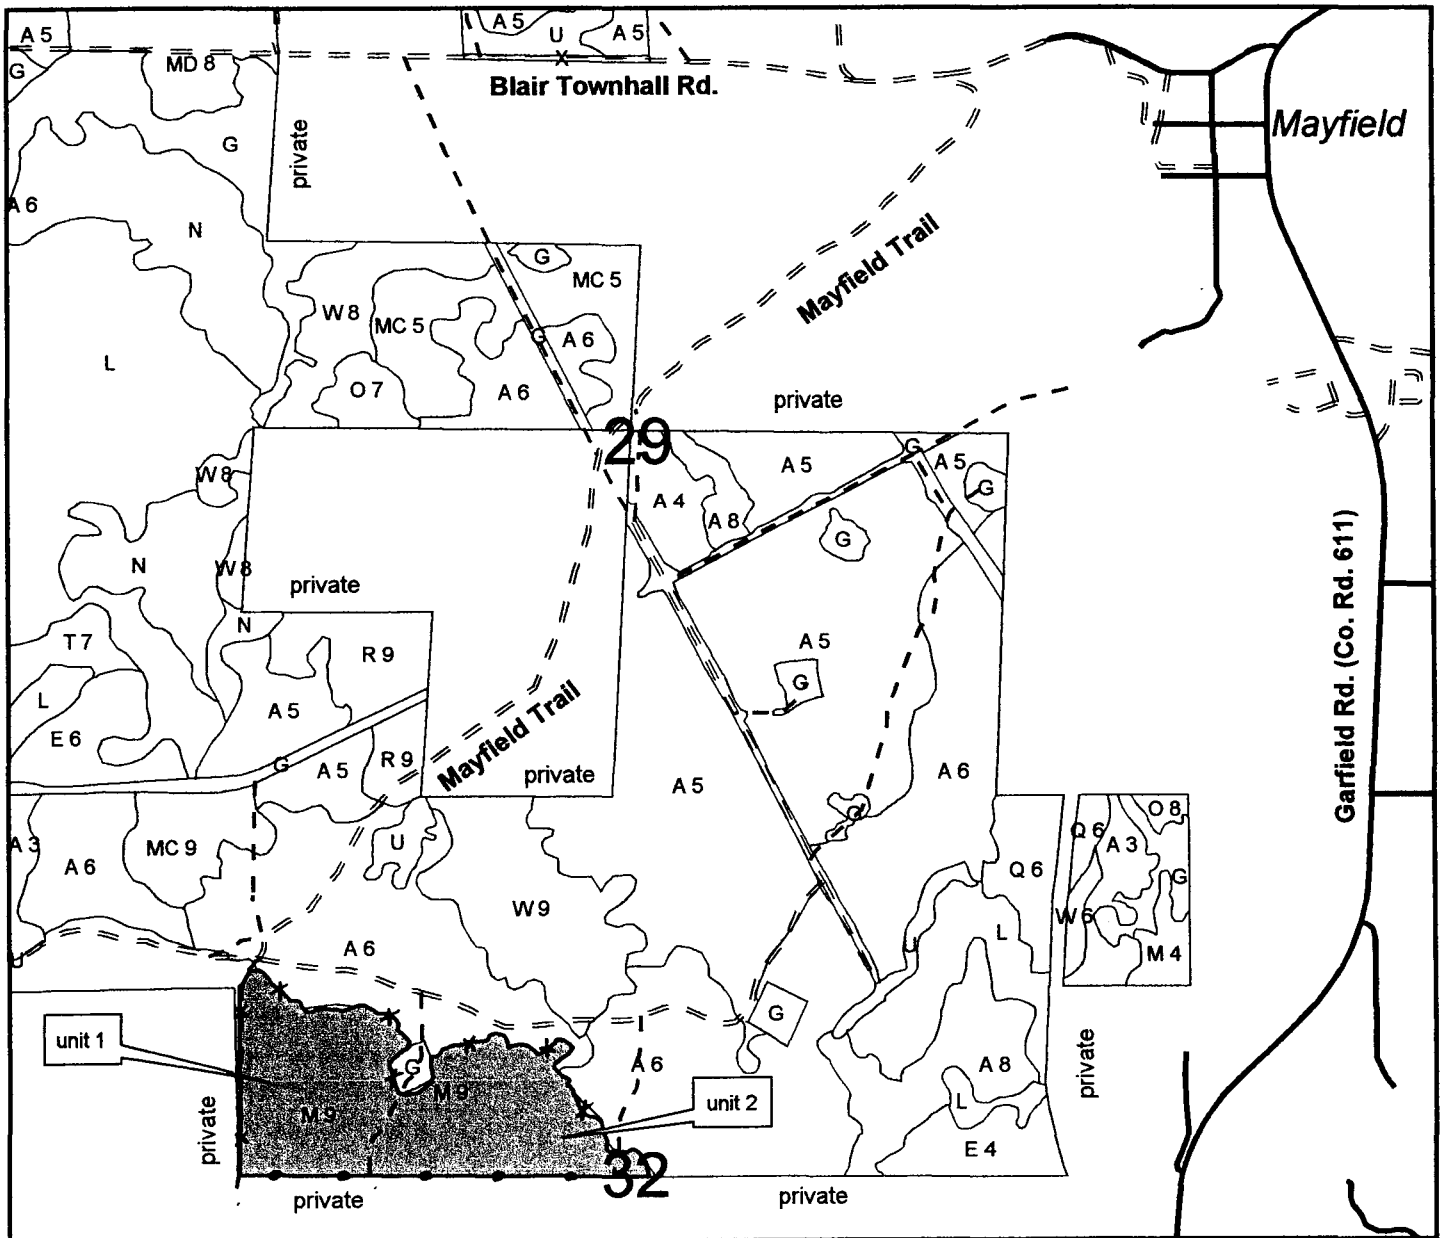 A 5
U
A 5
A 5
G
MD 8
Blair Townhall Rd.
Mayfield
private
G
A 6
N
Mayfield Trail
G
MC 5
W 8
MC 5
G
A 6
L
O 7
A 6
private
29
W 8
A 5
G
A 5
G
A 4
A 8
G
Garfield Rd. (Co. Rd. 611)
N
W 8
private
N
T 7
R 9
A 5
G
L
A 5
E 6
Mayfield Trail
R 9
G
A 5
private
A 5
A 6
G
O 8
Q 6
A 3
A 3
A 6
MC 9
U
Q 6
G
W 9
W 6
A 6
U
L
M 4
U
G
unit 1
G
A 6
A 8
private
M 9
M 9
unit 2
L
private
E 4
32
private
private